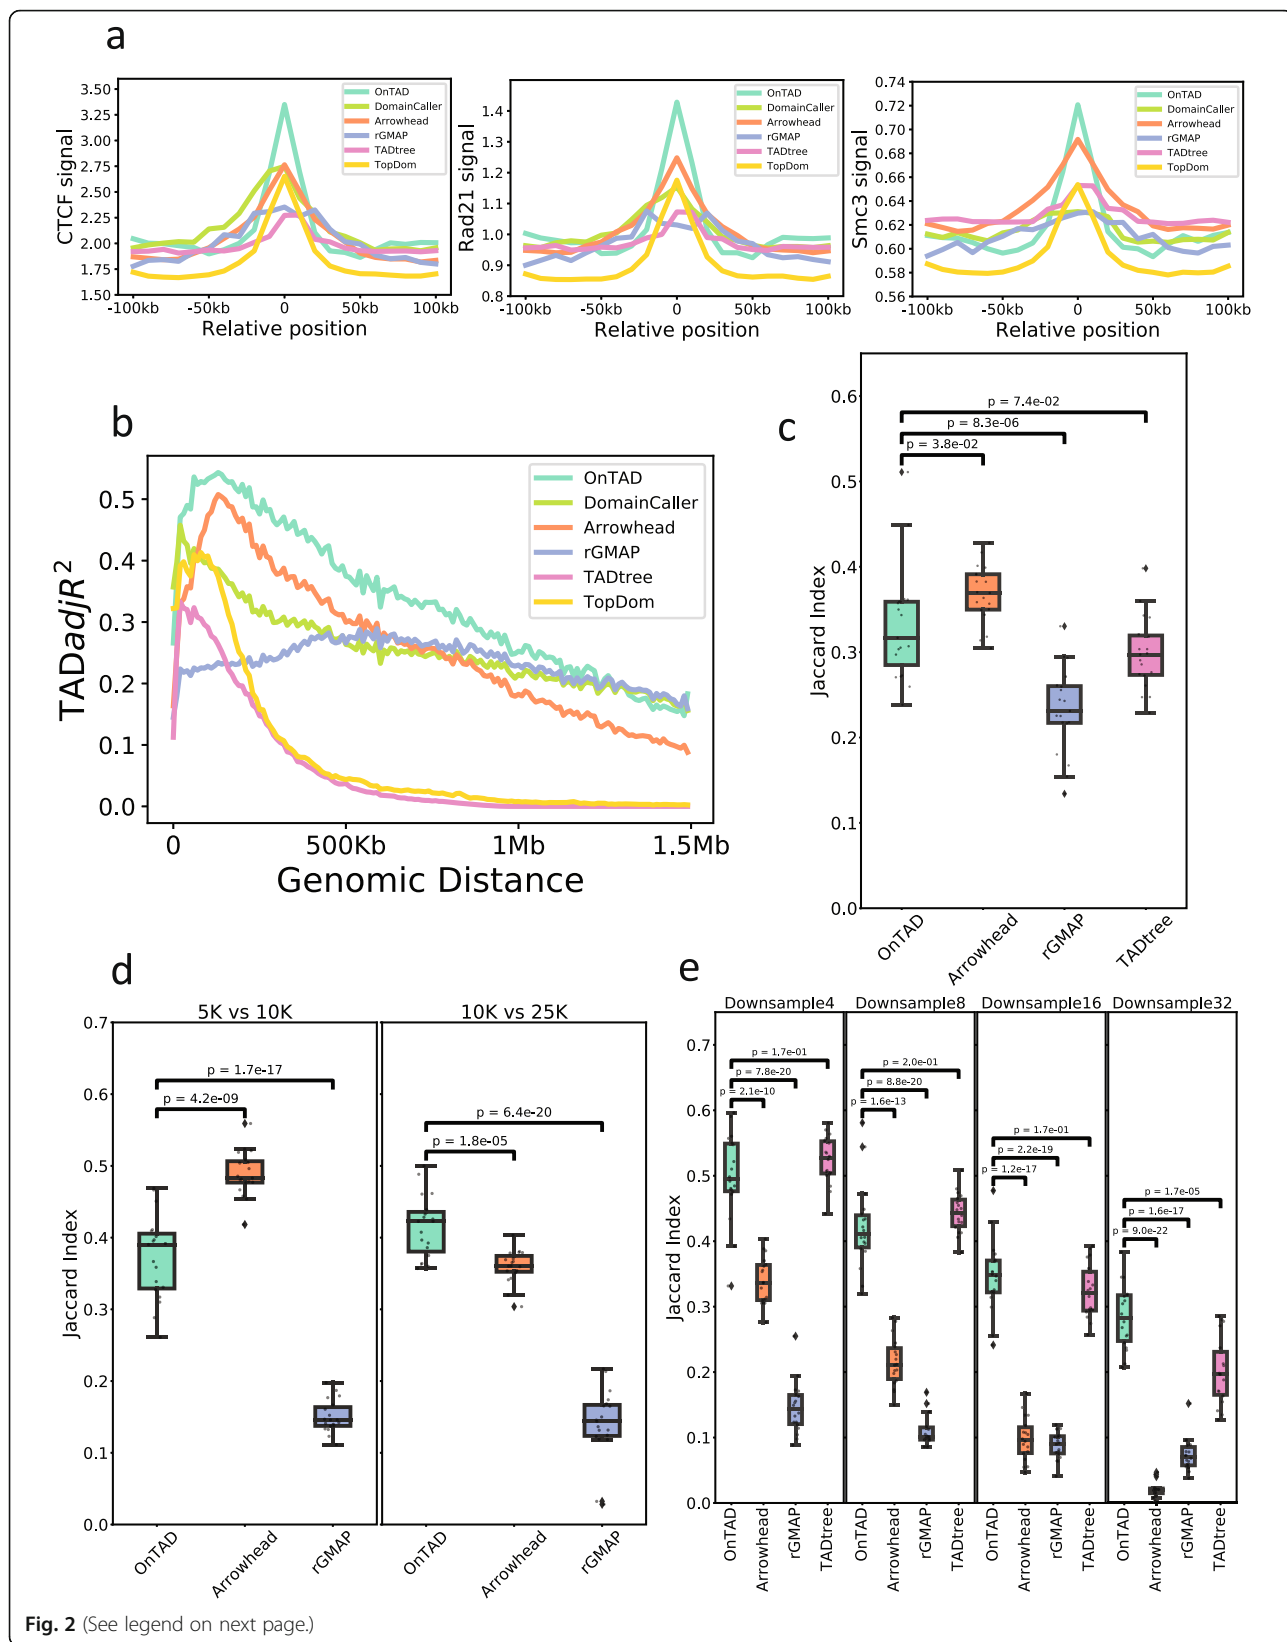 a
3.50
3.25
3.00
2.75
2.50
2.25
2.00
1.75
1.50
CTCF signal
-100kb -50kb 0 50kb 100kb
Relative position
OnTAD
DomainCaller
Arrowhead
rGMAP
TADtree
TopDom
1.4
1.3
1.2
1.1
1.0
0.9
0.8
Rad21 signal
-100kb -50kb 0 50kb 100kb
Relative position
OnTAD
DomainCaller
Arrowhead
rGMAP
TADtree
TopDom
0.74
0.72
0.70
0.68
0.66
0.64
0.62
0.60
0.58
0.56
Smc3 signal
-100kb -50kb 0 50kb 100kb
Relative position
OnTAD
DomainCaller
Arrowhead
rGMAP
TADtree
TopDom
b
0.5
0.4
0.3
0.2
0.1
0.0
TADadjR²
0 500Kb 1Mb 1.5Mb
Genomic Distance
OnTAD
DomainCaller
Arrowhead
rGMAP
TADtree
TopDom
c
0.6
0.5
0.4
0.3
0.2
0.1
0.0
Jaccard Index
p = 7.4e-02
p = 8.3e-06
p = 3.8e-02
OnTAD Arrowhead rGMAP TADtree
d
5K vs 10K 10K vs 25K
0.7
0.6
0.5
0.4
0.3
0.2
0.1
0.0
Jaccard Index
p = 1.7e-17
p = 4.2e-09
p = 6.4e-20
p = 1.8e-05
OnTAD Arrowhead rGMAP OnTAD Arrowhead rGMAP
e
Downsample4 Downsample8 Downsample16 Downsample32
0.7
0.6
0.5
0.4
0.3
0.2
0.1
0.0
Jaccard Index
p = 1.7e-01
p = 7.8e-20
p = 2.1e-10
p = 2.0e-01
p = 8.8e-20
p = 1.6e-13
p = 1.7e-01
p = 2.2e-19
p = 1.2e-17
p = 1.7e-05
p = 1.6e-17
p = 9.0e-22
OnTAD Arrowhead rGMAP TADtree OnTAD Arrowhead rGMAP TADtree OnTAD Arrowhead rGMAP TADtree OnTAD Arrowhead rGMAP TADtree
Fig. 2 (See legend on next page.)